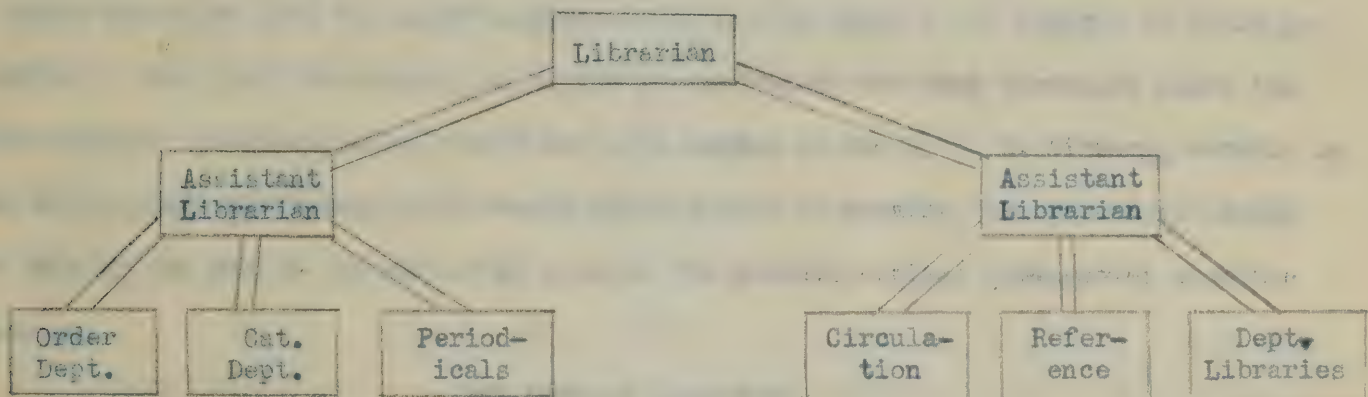 Librarian
Assistant
Librarian
Assistant
Librarian
Order
Dept.
Cat.
Dept.
Period-
icals
Circula-
tion
Refer-
ence
Dept.
Libraries